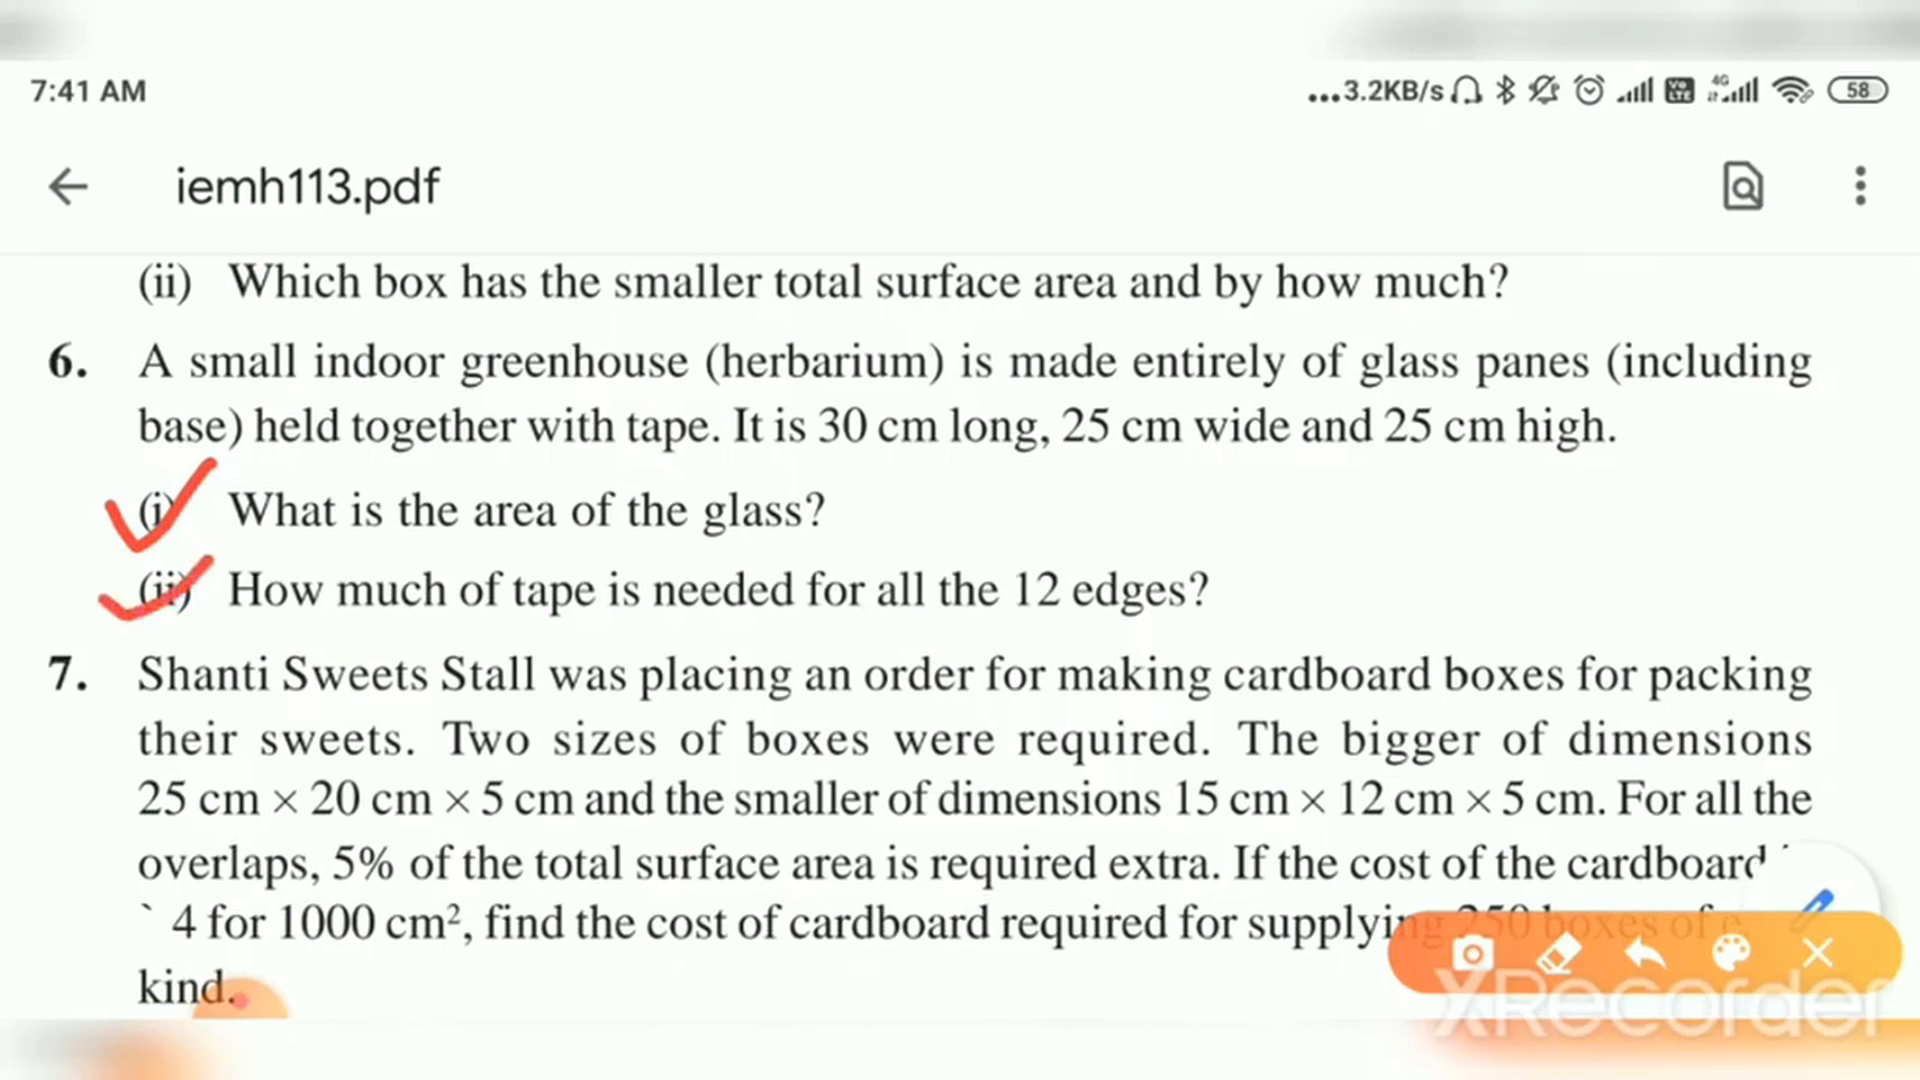 7:41 AM
...3.2KB/s
4G
VO LTE
58
iemh113.pdf
(ii) Which box has the smaller total surface area and by how much?
6. A small indoor greenhouse (herbarium) is made entirely of glass panes (including
base) held together with tape. It is 30 cm long, 25 cm wide and 25 cm high.
(i) What is the area of the glass?
(ii) How much of tape is needed for all the 12 edges?
7. Shanti Sweets Stall was placing an order for making cardboard boxes for packing
their sweets. Two sizes of boxes were required. The bigger of dimensions
25 cm × 20 cm × 5 cm and the smaller of dimensions 15 cm × 12 cm × 5 cm. For all the
overlaps, 5% of the total surface area is required extra. If the cost of the cardboard
` 4 for 1000 cm², find the cost of cardboard required for supplying 250 boxes of
kind.
XRecorder